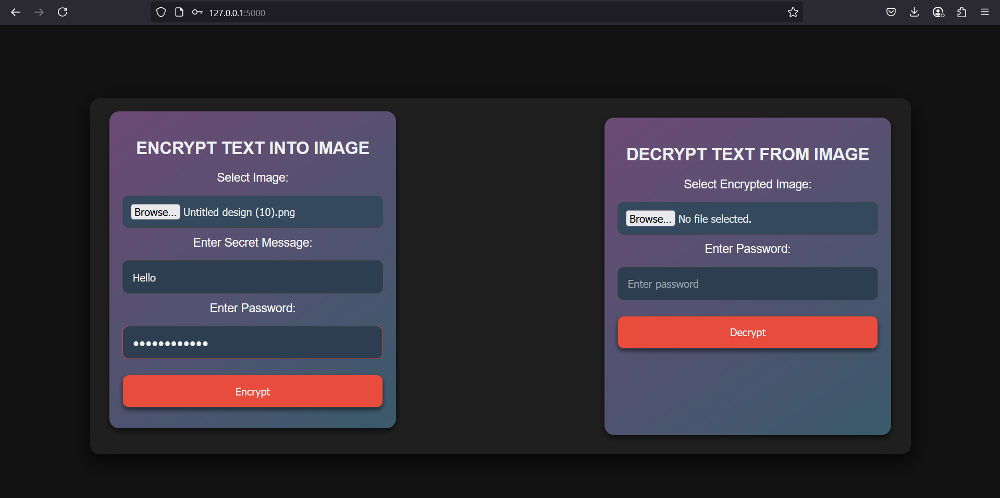 127.0.0.1:5000
ENCRYPT TEXT INTO IMAGE
Select Image:
Browse... Untitled design (10).png
Enter Secret Message:
Hello
Enter Password:
●●●●●●●●●●●●
Encrypt
DECRYPT TEXT FROM IMAGE
Select Encrypted Image:
Browse... No file selected.
Enter Password:
Enter password
Decrypt